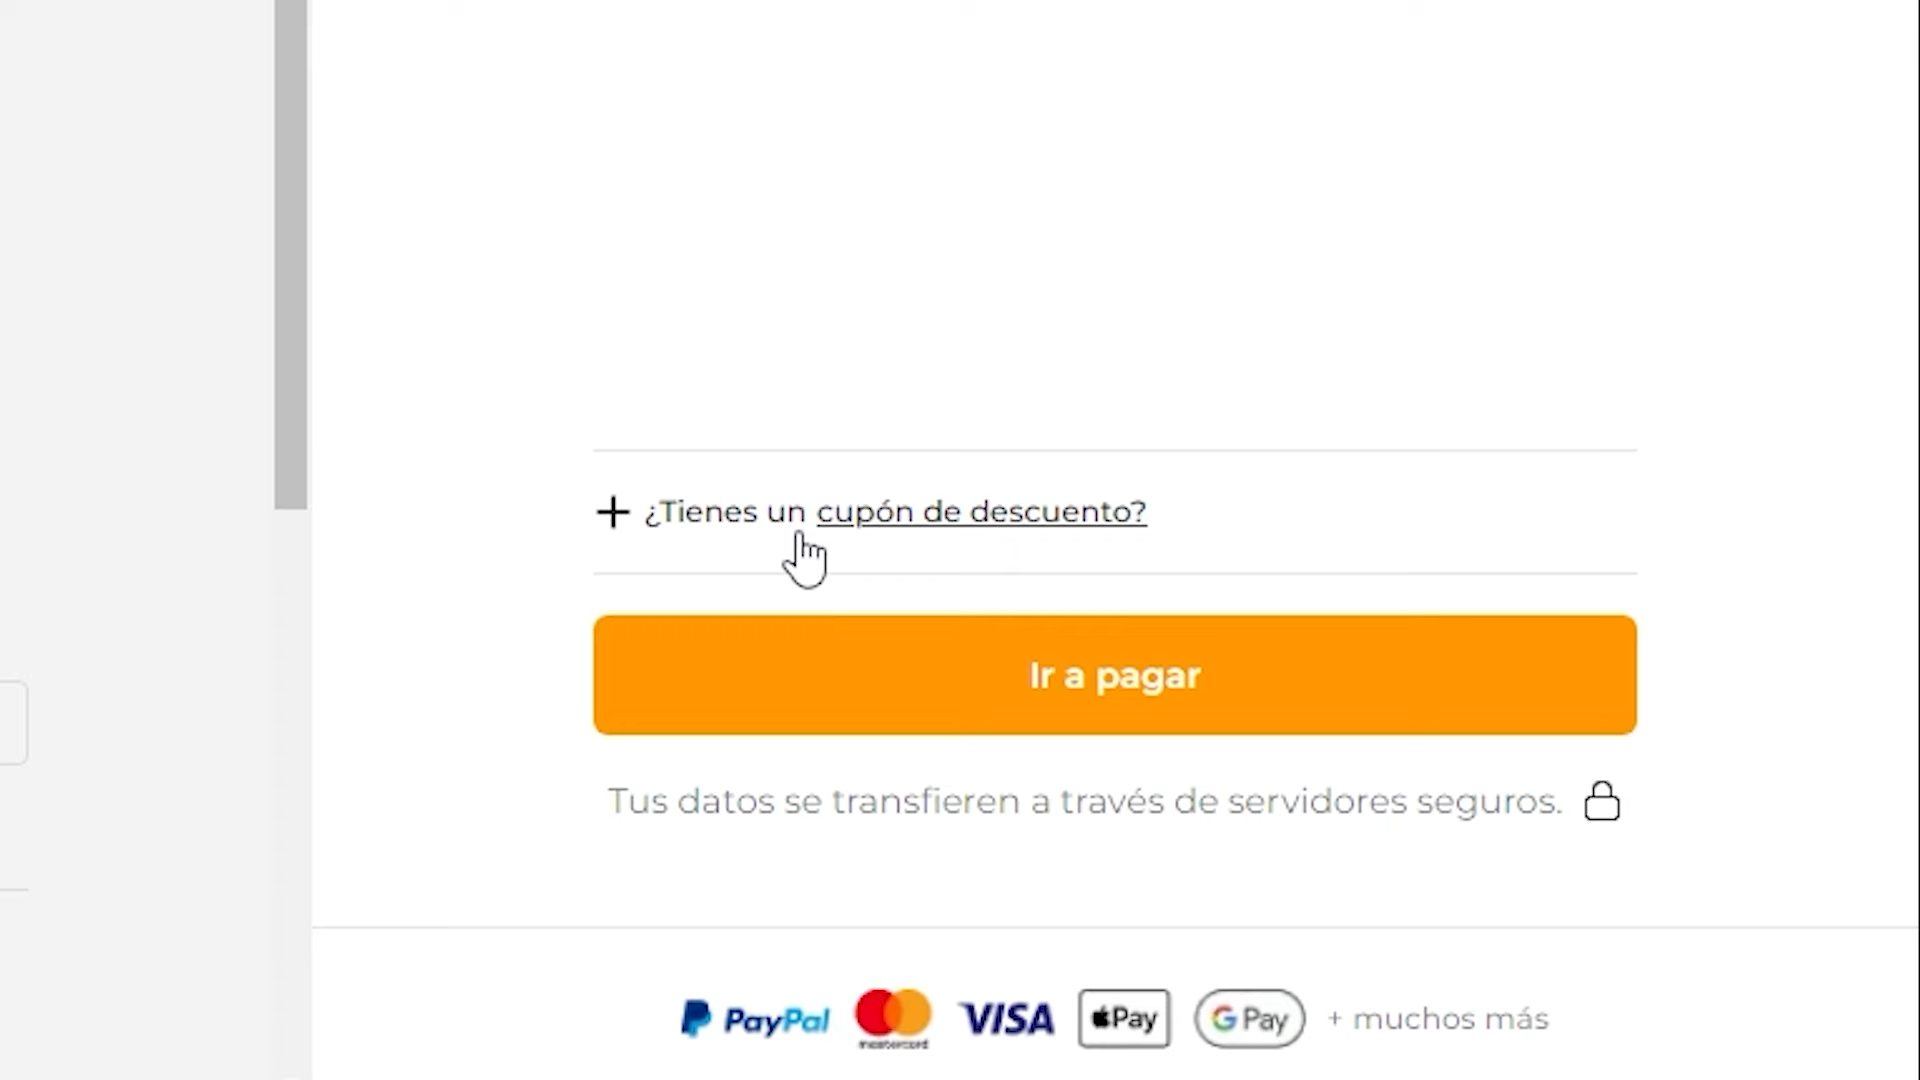 ¿Tienes un cupón de descuento?
Ir a pagar
Tus datos se transfieren a través de servidores seguros.
PayPal mastercard VISA Pay G Pay + muchos más